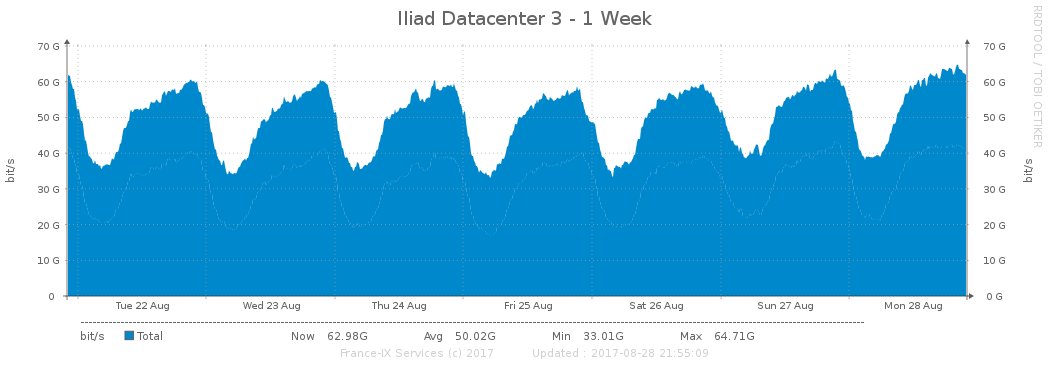 Iliad Datacenter 3 - 1 Week
RRDTOOL / TOBI OETIKER
70 G 70 G
60 G 60 G
50 G 50 G
40 G 40 G
30 G 30 G
20 G 20 G
10 G 10 G
0 0 G
bit/s
bit/s
Tue 22 Aug Wed 23 Aug Thu 24 Aug Fri 25 Aug Sat 26 Aug Sun 27 Aug Mon 28 Aug
bit/s Total Now 62.98G Avg 50.02G Min 33.01G Max 64.71G
France-IX Services (c) 2017 Updated : 2017-08-28 21:55:09